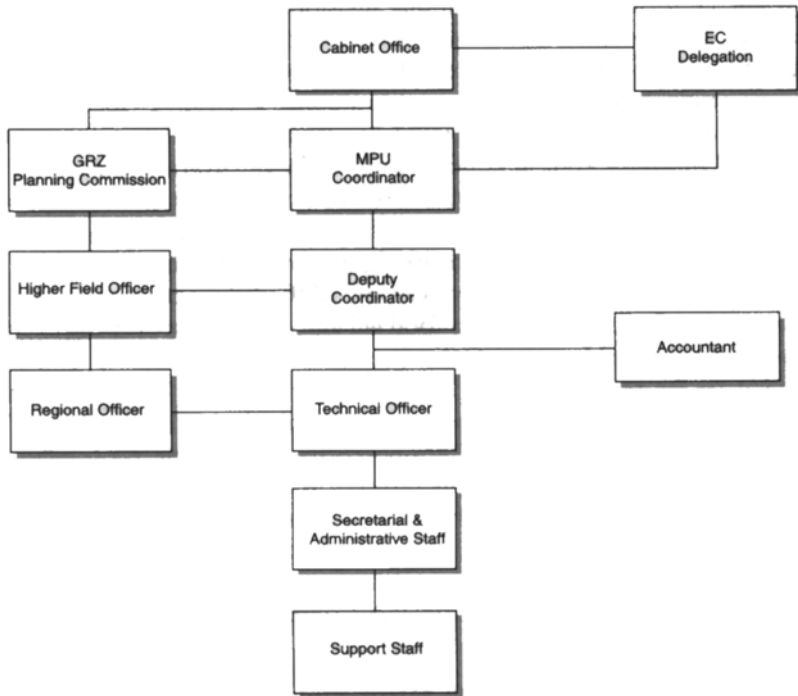 Cabinet Office
EC
Delegation
GRZ
Planning Commission
MPU
Coordinator
Higher Field Officer
Deputy
Coordinator
Accountant
Regional Officer
Technical Officer
Secretarial &
Administrative Staff
Support Staff